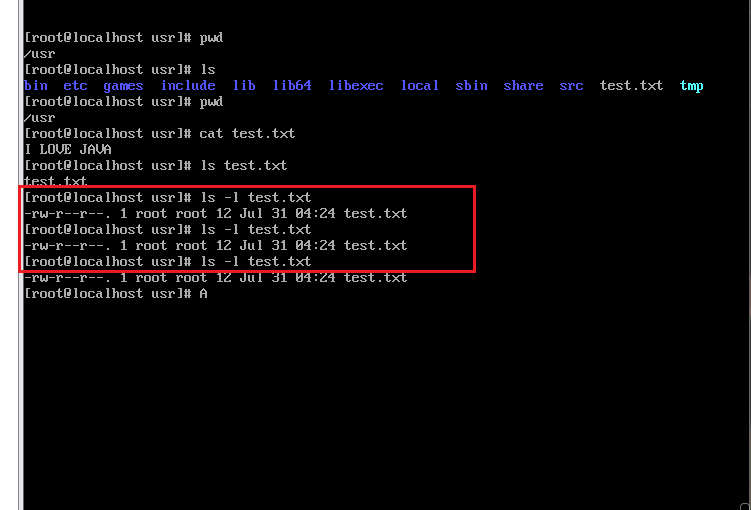 [root@localhost usr]# pwd
/usr
[root@localhost usr]# ls
bin etc games include lib lib64 libexec local sbin share src test.txt tmp
[root@localhost usr]# pwd
/usr
[root@localhost usr]# cat test.txt
I LOVE JAVA
[root@localhost usr]# ls test.txt
test.txt
[root@localhost usr]# ls -l test.txt
-rw-r--r--. 1 root root 12 Jul 31 04:24 test.txt
[root@localhost usr]# ls -l test.txt
-rw-r--r--. 1 root root 12 Jul 31 04:24 test.txt
[root@localhost usr]# ls -l test.txt
-rw-r--r--. 1 root root 12 Jul 31 04:24 test.txt
[root@localhost usr]# A